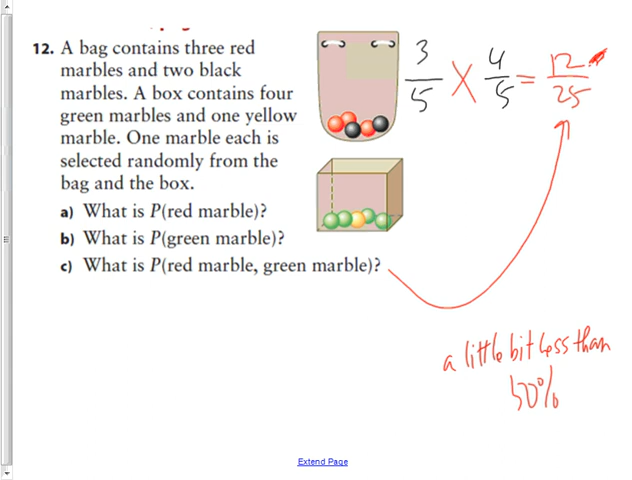 12. A bag contains three red
marbles and two black
marbles. A box contains four
green marbles and one yellow
marble. One marble each is
selected randomly from the
bag and the box.
a) What is P(red marble)?
b) What is P(green marble)?
c) What is P(red marble, green marble)?
3/5 X 4/5 = 12/25
a little bit less than
50%
Extend Page